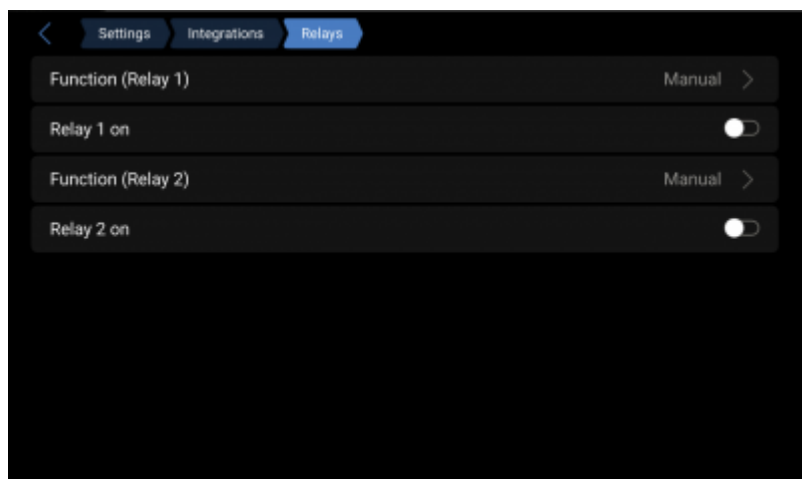 Settings Integrations Relays
Function (Relay 1) Manual
Relay 1 on
Function (Relay 2) Manual
Relay 2 on